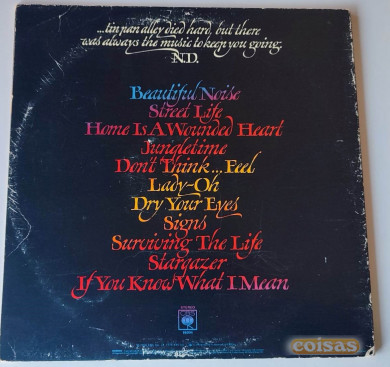 ...tin pan alley died hard, but there
was always the music to keep you going.
N.D.
Beautiful Noise
Street Life
Home Is A Wounded Heart
Jungletime
Don't Think...Feel
Lady-Oh
Dry Your Eyes
Signs
Surviving The Life
Stargazer
If You Know What I Mean
coisas